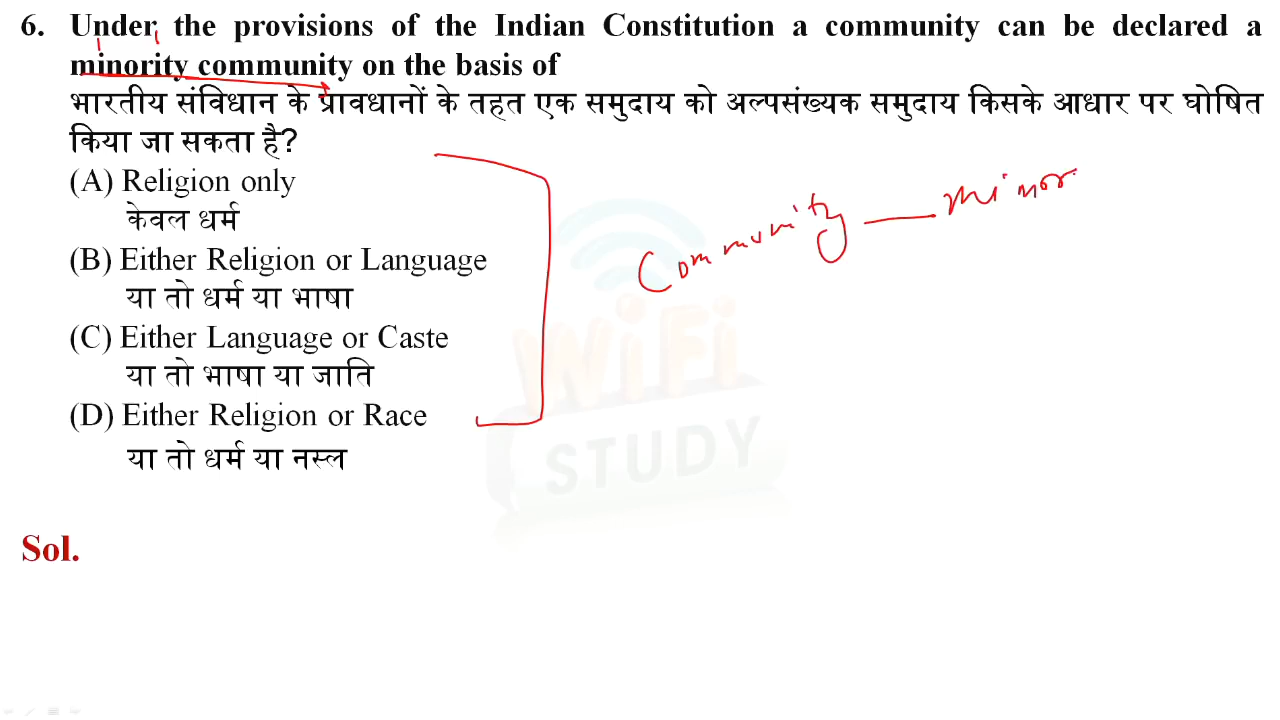 6. Under the provisions of the Indian Constitution a community can be declared a
minority community on the basis of
भारतीय संविधान के प्रावधानों के तहत एक समुदाय को अल्पसंख्यक समुदाय किसके आधार पर घोषित
किया जा सकता है?
(A) Religion only
केवल धर्म
(B) Either Religion or Language
या तो धर्म या भाषा
(C) Either Language or Caste
या तो भाषा या जाति
(D) Either Religion or Race
या तो धर्म या नस्ल
Community — Minor
WiFi
STUDY
Sol.